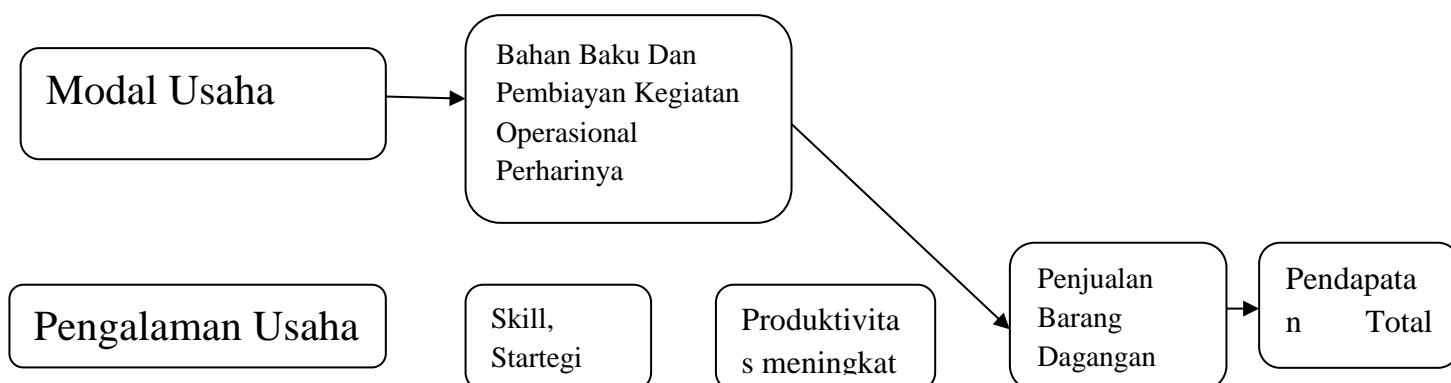 Modal Usaha
Bahan Baku Dan
Pembiayan Kegiatan
Operasional
Perharinya
Pengalaman Usaha
Skill,
Startegi
Produktivita
s meningkat
Penjualan
Barang
Dagangan
Pendapata
n Total